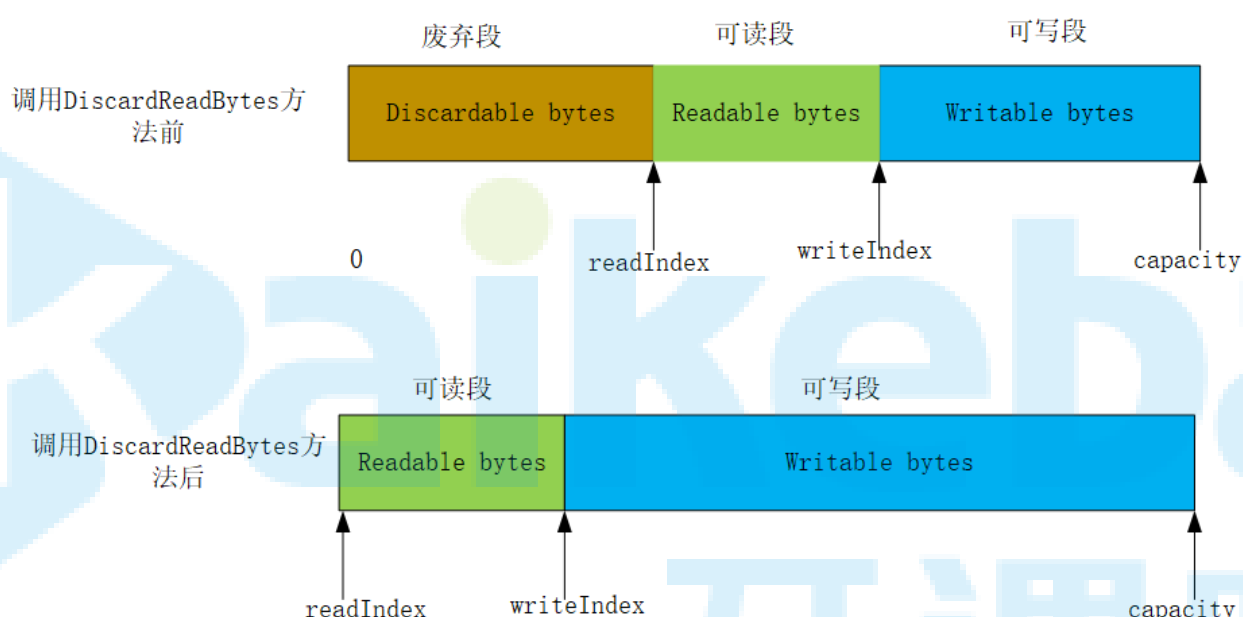 废弃段 可读段 可写段
调用DiscardReadBytes方
法前
Discardable bytes Readable bytes Writable bytes
0 readIndex writeIndex capacity
aikeba
可读段 可写段
调用DiscardReadBytes方
法后
Readable bytes Writable bytes
readIndex writeIndex capacity